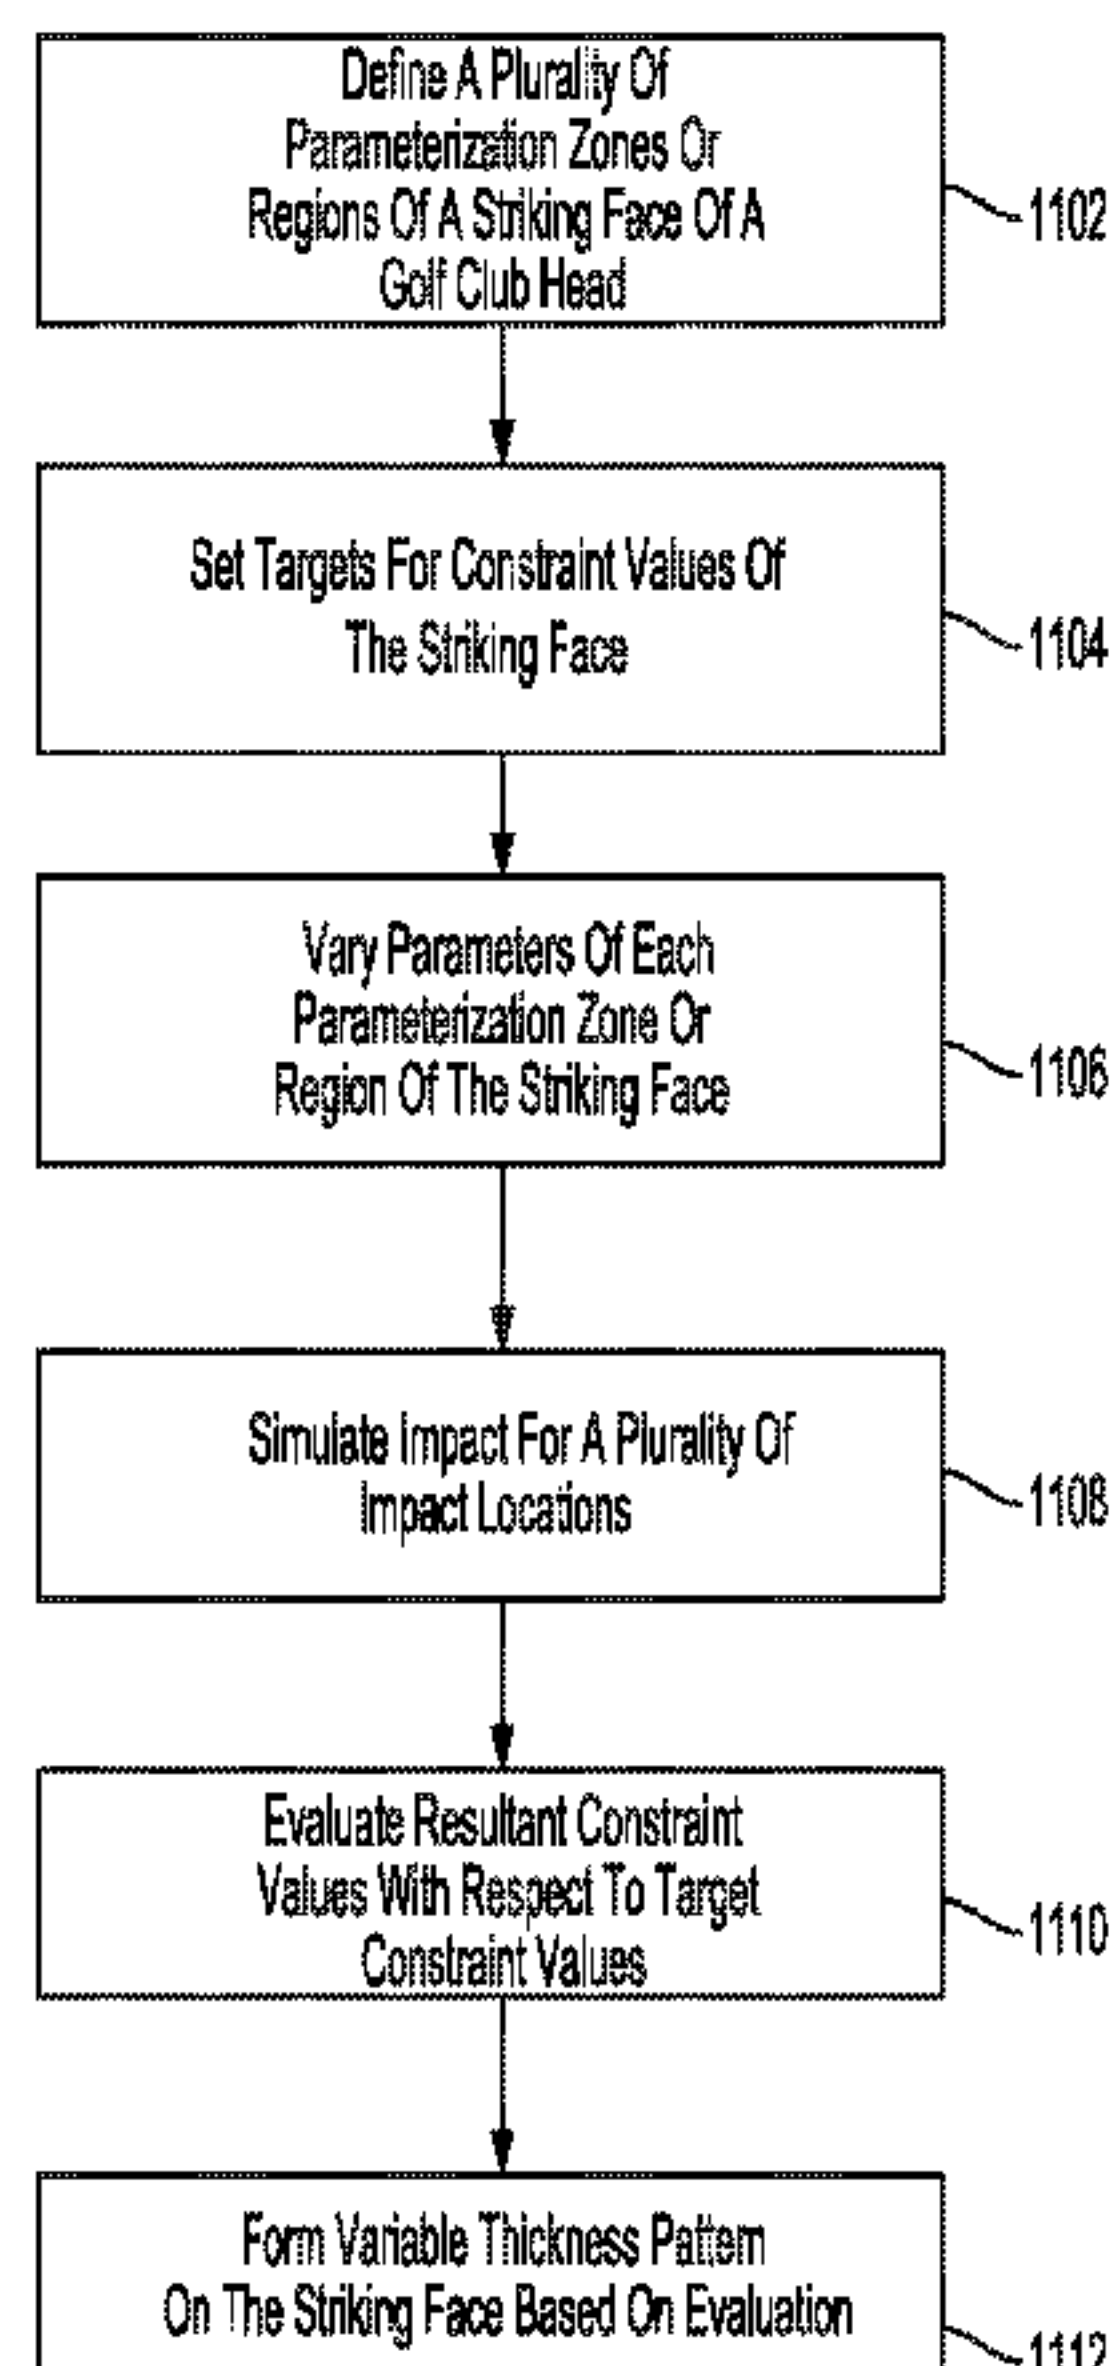 Define A Plurality Of
Parameterization Zones Or
Regions Of A Striking Face Of A
Golf Club Head
1102
Set Targets For Constraint Values Of
The Striking Face
1104
Vary Parameters Of Each
Parameterization Zone Or
Region Of The Striking Face
1106
Simulate Impact For A Plurality Of
Impact Locations
1108
Evaluate Resultant Constraint
Values With Respect To Target
Constraint Values
1110
Form Variable Thickness Pattern
On The Striking Face Based On Evaluation
1112